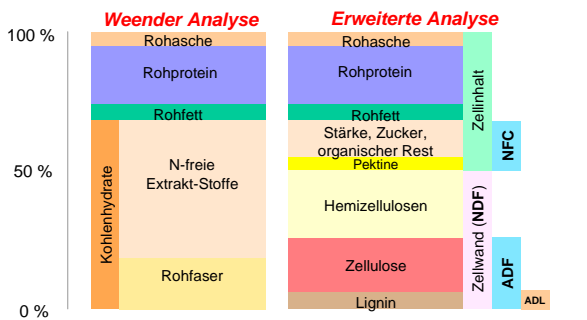 Weender Analyse
Erweiterte Analyse
100 %
50 %
0 %
Rohasche
Rohprotein
Rohfett
Kohlenhydrate
N-freie
Extrakt-Stoffe
Rohfaser
Rohasche
Rohprotein
Rohfett
Stärke, Zucker,
organischer Rest
Pektine
Hemizellulosen
Zellulose
Lignin
Zellinhalt
Zellwand (NDF)
NFC
ADF
ADL